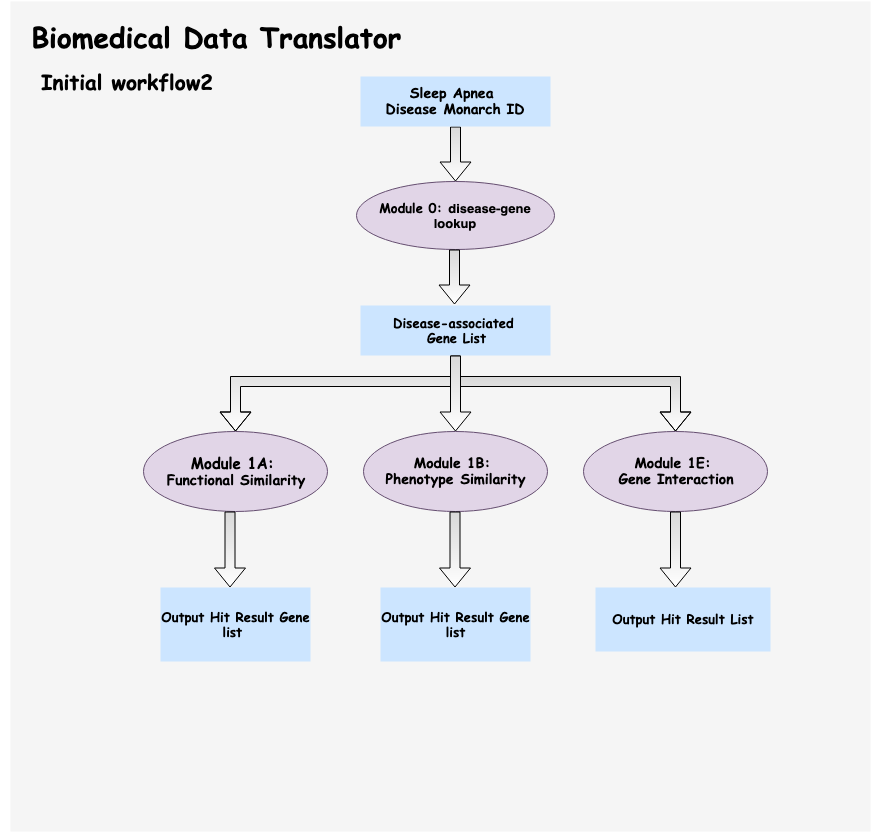 Biomedical Data Translator
Initial workflow2
Sleep Apnea
Disease Monarch ID
Module 0: disease-gene
lookup
Disease-associated
Gene List
Module 1A:
Functional Similarity
Module 1B:
Phenotype Similarity
Module 1E:
Gene Interaction
Output Hit Result Gene
list
Output Hit Result Gene
list
Output Hit Result List